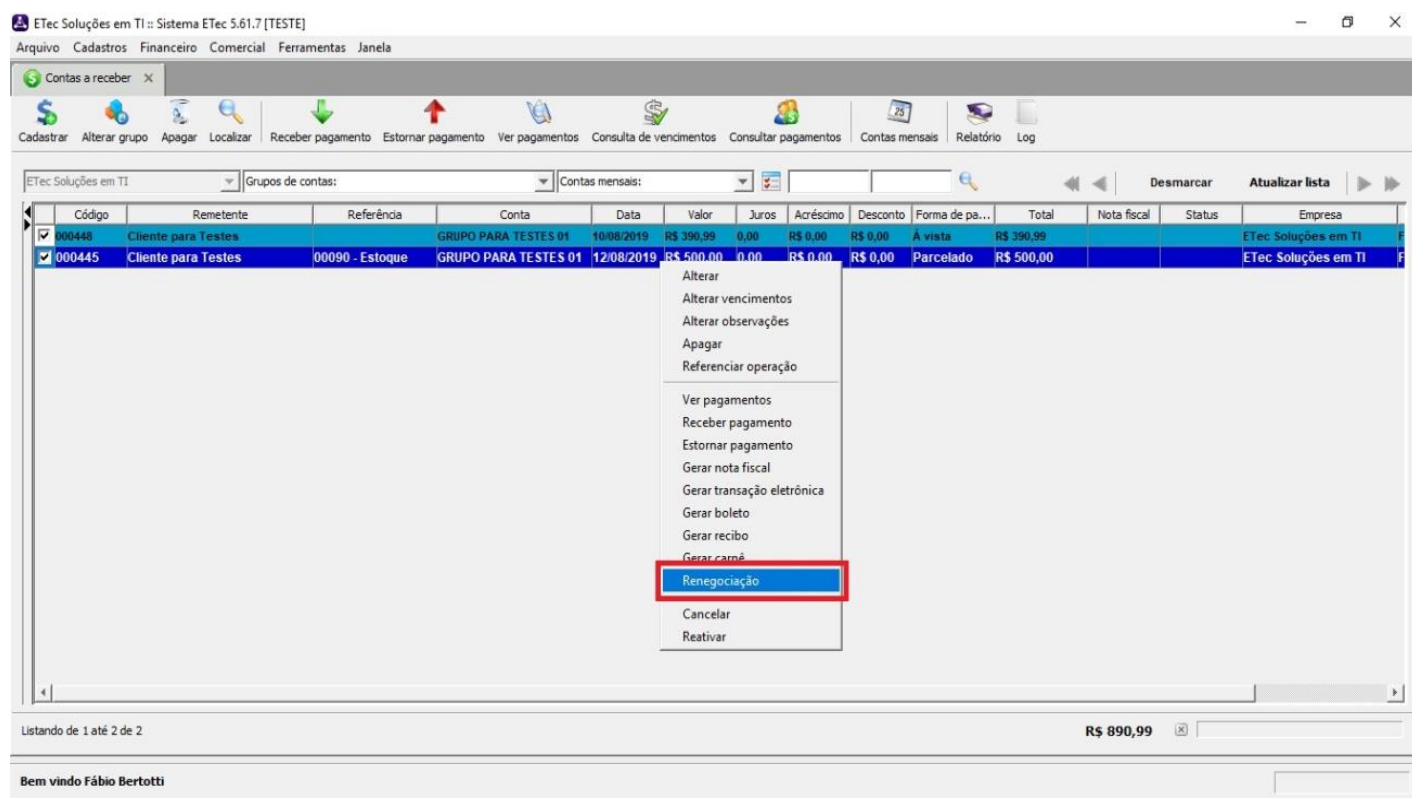 ETec Soluções em TI :: Sistema ETec 5.61.7 [TESTE]
Arquivo Cadastros Financeiro Comercial Ferramentas Janela
Contas a receber
Cadastrar Alterar grupo Apagar Localizar Receber pagamento Estornar pagamento Ver pagamentos Consulta de vencimentos Consultar pagamentos Contas mensais Relatório Log
ETec Soluções em TI Grupos de contas: Contas mensais: Desmarcar Atualizar lista
Código Remetente Referência Conta Data Valor Juros Acréscimo Desconto Forma de pa... Total Nota fiscal Status Empresa
000448 Cliente para Testes GRUPO PARA TESTES 01 10/08/2019 R$ 390,99 0,00 R$ 0,00 R$ 0,00 Á vista R$ 390,99 ETec Soluções em TI F
000445 Cliente para Testes 00090 - Estoque GRUPO PARA TESTES 01 12/08/2019 R$ 500,00 0,00 R$ 0,00 R$ 0,00 Parcelado R$ 500,00 ETec Soluções em TI F
Alterar
Alterar vencimentos
Alterar observações
Apagar
Referenciar operação
Ver pagamentos
Receber pagamento
Estornar pagamento
Gerar nota fiscal
Gerar transação eletrônica
Gerar boleto
Gerar recibo
Gerar carnê
Renegociação
Cancelar
Reativar
Listando de 1 até 2 de 2 R$ 890,99
Bem vindo Fábio Bertotti